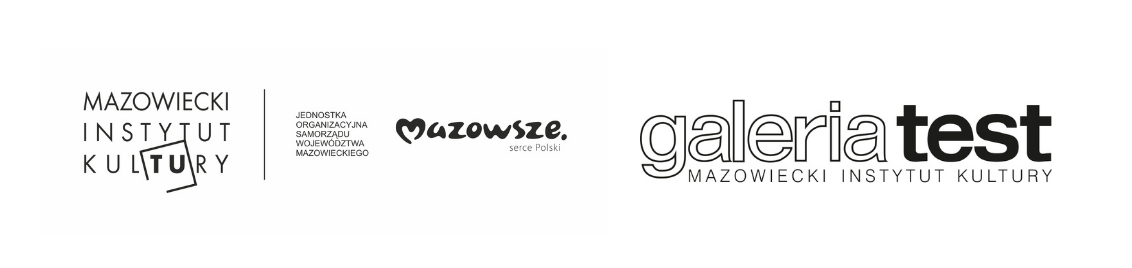 MAZOWIECKI
INSTYTUT
KULTURY
JEDNOSTKA
ORGANIZACYJNA
SAMORZĄDU
WOJEWÓDZTWA
MAZOWIECKIEGO
mazowsze.
serce Polski
galeria test
MAZOWIECKI INSTYTUT KULTURY